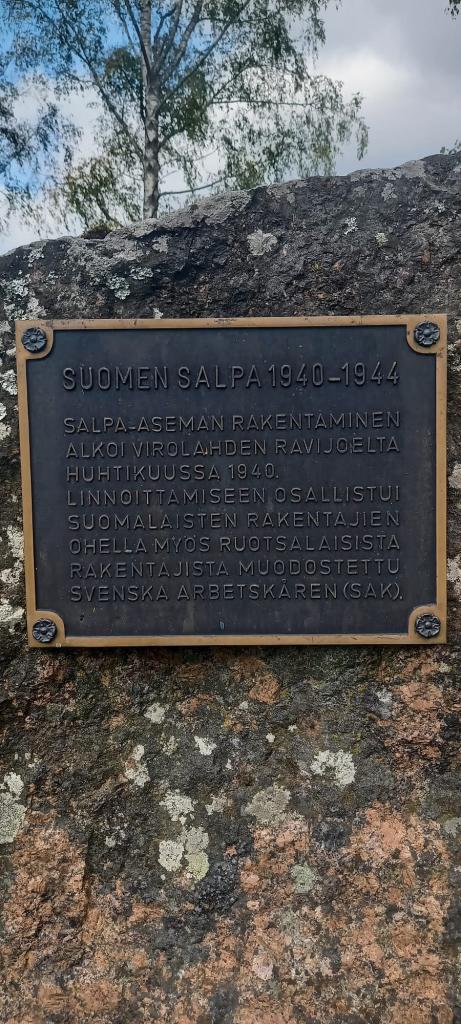 SUOMEN SALPA 1940-1944
SALPA-ASEMAN RAKENTAMINEN
ALKOI VIROLAHDEN RAVIJOELTA
HUHTIKUUSSA 1940.
LINNOITTAMISEEN OSALLISTUI
SUOMALAISTEN RAKENTAJIEN
OHELLA MYÖS RUOTSALAISISTA
RAKENTAJISTA MUODOSTETTU
SVENSKA ARBETSKÅREN (SAK).